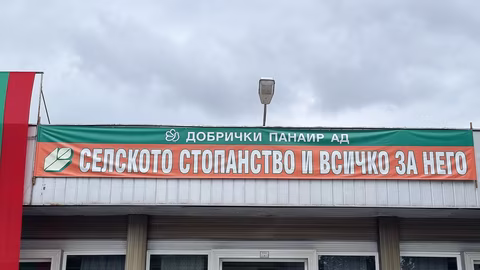 ДОБРИЧКИ ПАНАИР АД
СЕЛСКОТО СТОПАНСТВО И ВСИЧКО ЗА НЕГО